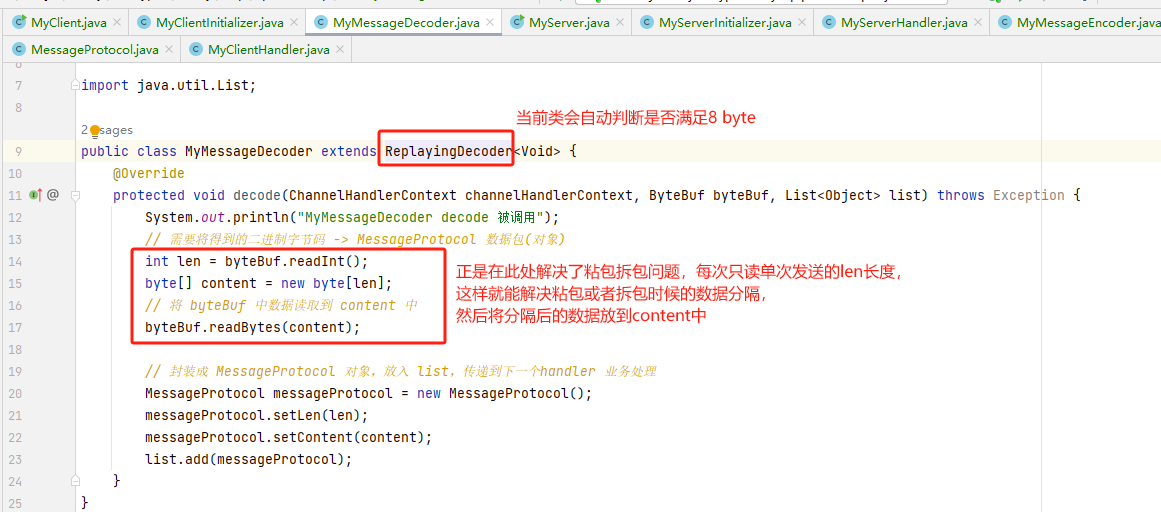 MyClient.java
MyClientInitializer.java
MyMessageDecoder.java
MyServer.java
MyServerInitializer.java
MyServerHandler.java
MyMessageEncoder.java
MessageProtocol.java
MyClientHandler.java
7 import java.util.List;
8
当前类会自动判断是否满足8 byte
9 public class MyMessageDecoder extends ReplayingDecoder<Void> {
10 @Override
11 protected void decode(ChannelHandlerContext channelHandlerContext, ByteBuf byteBuf, List<Object> list) throws Exception {
12 System.out.println("MyMessageDecoder decode 被调用");
13 // 需要将得到的二进制字节码 -> MessageProtocol 数据包(对象)
14 int len = byteBuf.readInt();
15 byte[] content = new byte[len];
16 // 将 byteBuf 中数据读取到 content 中
17 byteBuf.readBytes(content);
正是在此处解决了粘包拆包问题，每次只读单次发送的len长度，
这样就能解决粘包或者拆包时候的数据分隔，
然后将分隔后的数据放到content中
18
19 // 封装成 MessageProtocol 对象，放入 list，传递到下一个handler 业务处理
20 MessageProtocol messageProtocol = new MessageProtocol();
21 messageProtocol.setLen(len);
22 messageProtocol.setContent(content);
23 list.add(messageProtocol);
24 }
25 }